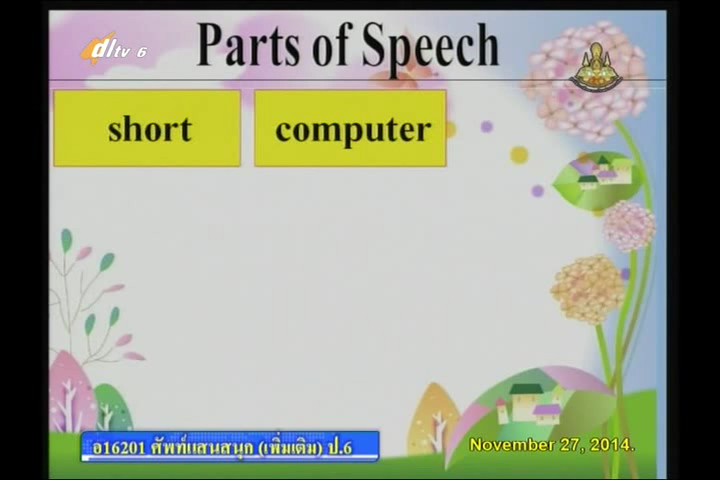 dltv 6
Parts of Speech
short
computer
อ16201 ศัพท์แสนสนุก (เพิ่มเติม) ป.6
November 27, 2014.